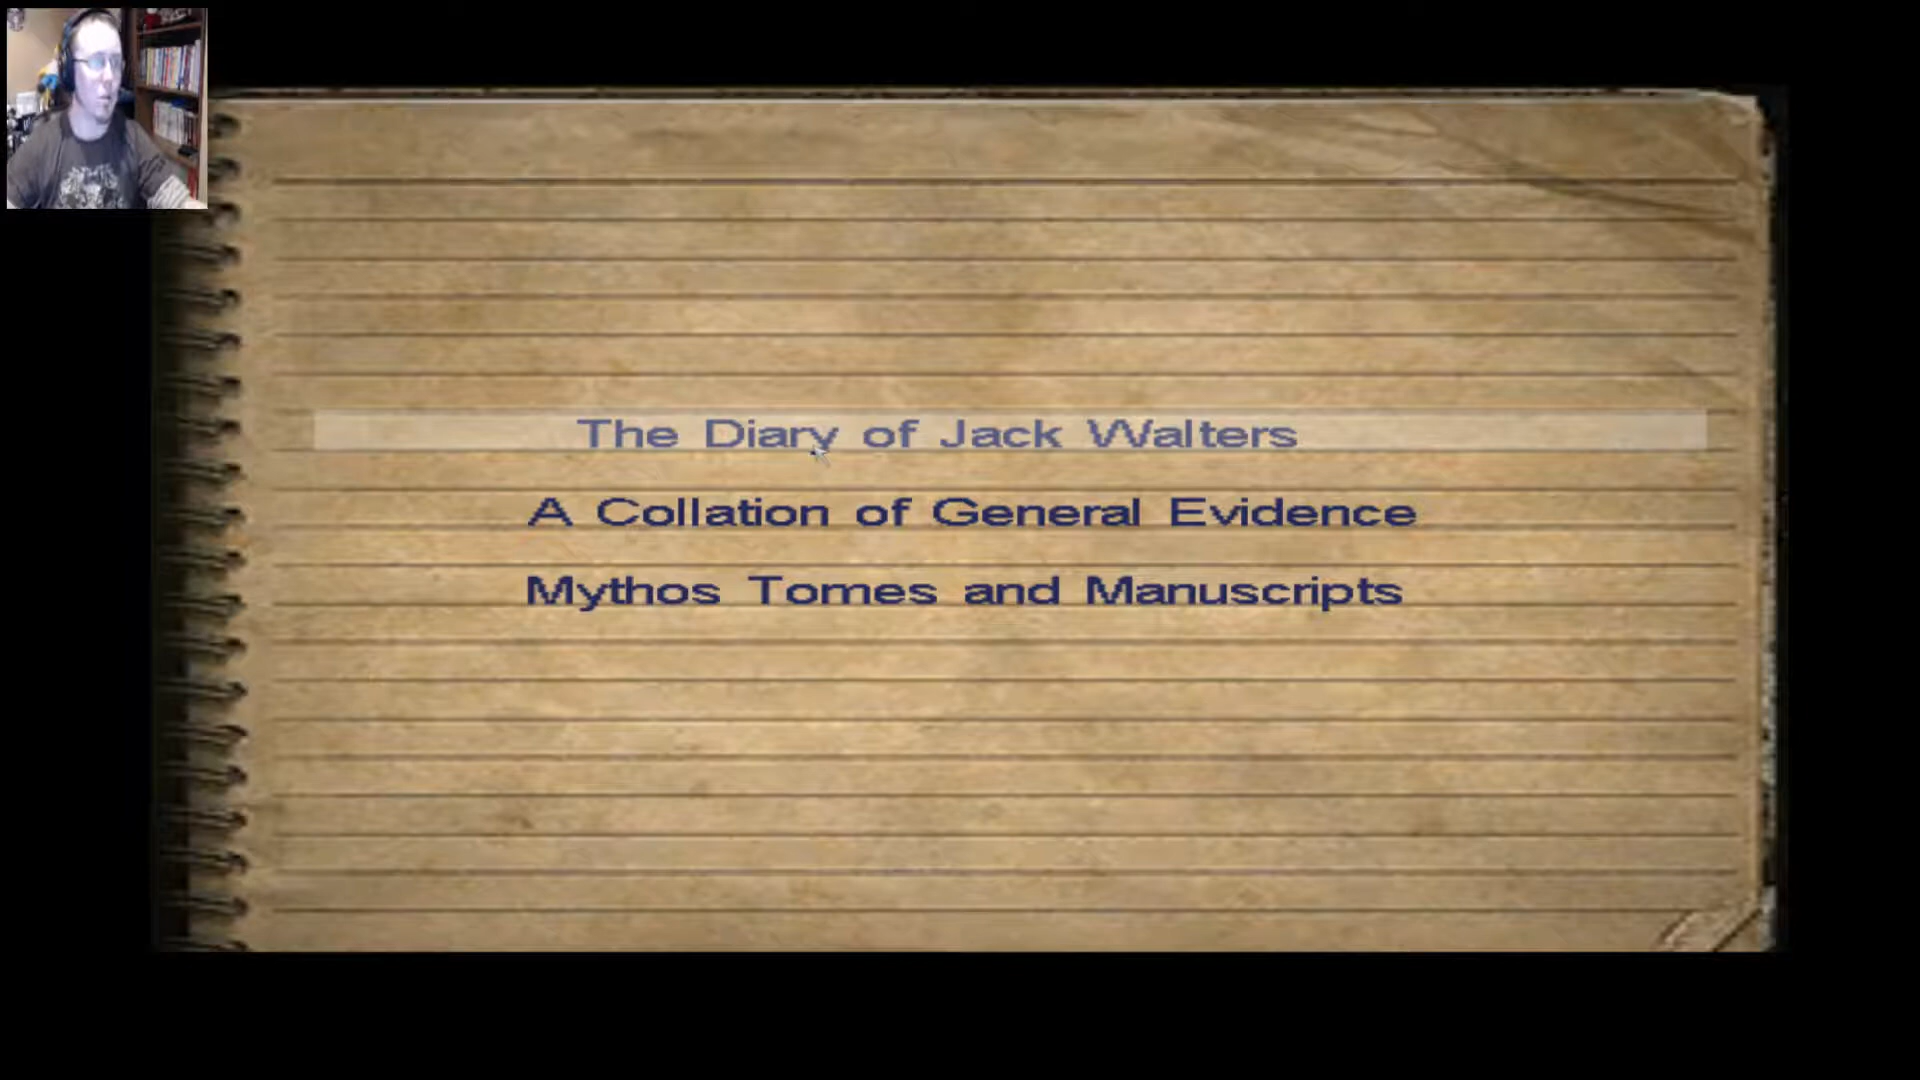 The Diary of Jack Walters
A Collation of General Evidence
Mythos Tomes and Manuscripts